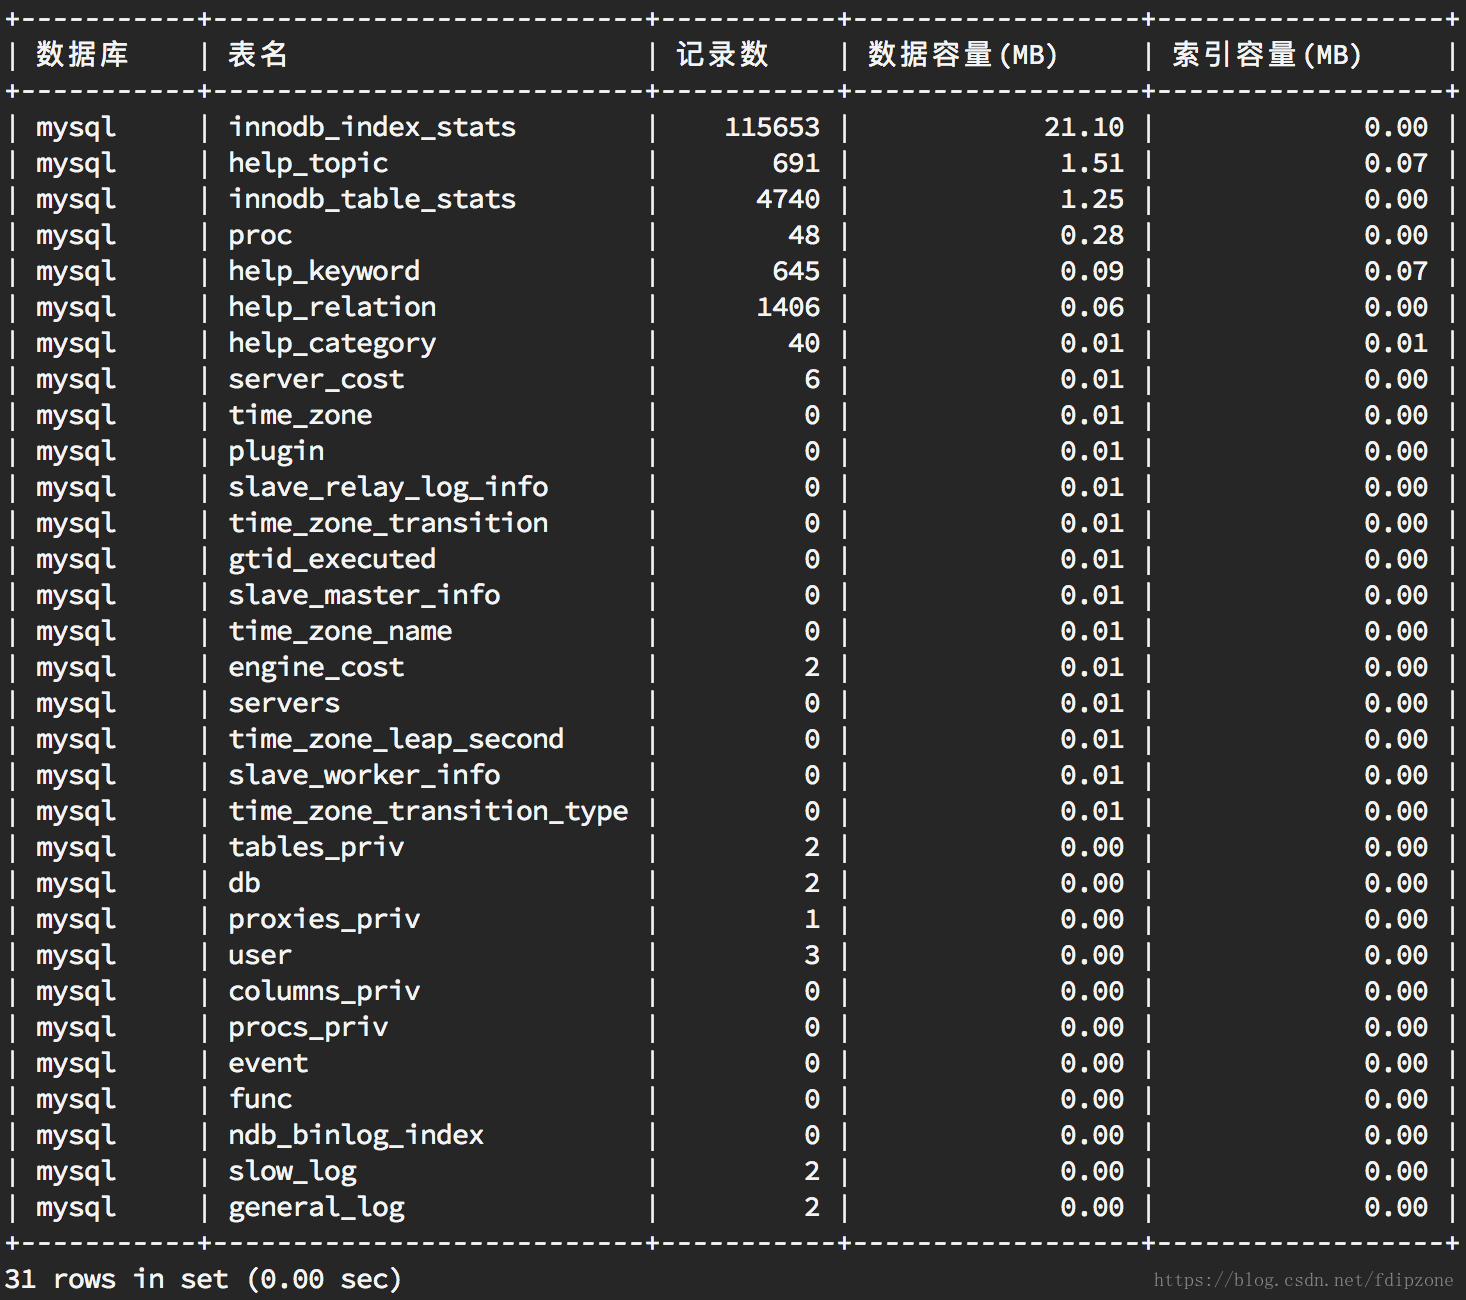 +-----------+---------------------------+-----------+------------------+------------------+
| 数据库 | 表名 | 记录数 | 数据容量(MB) | 索引容量(MB) |
+-----------+---------------------------+-----------+------------------+------------------+
| mysql | innodb_index_stats | 115653 | 21.10 | 0.00 |
| mysql | help_topic | 691 | 1.51 | 0.07 |
| mysql | innodb_table_stats | 4740 | 1.25 | 0.00 |
| mysql | proc | 48 | 0.28 | 0.00 |
| mysql | help_keyword | 645 | 0.09 | 0.07 |
| mysql | help_relation | 1406 | 0.06 | 0.00 |
| mysql | help_category | 40 | 0.01 | 0.01 |
| mysql | server_cost | 6 | 0.01 | 0.00 |
| mysql | time_zone | 0 | 0.01 | 0.00 |
| mysql | plugin | 0 | 0.01 | 0.00 |
| mysql | slave_relay_log_info | 0 | 0.01 | 0.00 |
| mysql | time_zone_transition | 0 | 0.01 | 0.00 |
| mysql | gtid_executed | 0 | 0.01 | 0.00 |
| mysql | slave_master_info | 0 | 0.01 | 0.00 |
| mysql | time_zone_name | 0 | 0.01 | 0.00 |
| mysql | engine_cost | 2 | 0.01 | 0.00 |
| mysql | servers | 0 | 0.01 | 0.00 |
| mysql | time_zone_leap_second | 0 | 0.01 | 0.00 |
| mysql | slave_worker_info | 0 | 0.01 | 0.00 |
| mysql | time_zone_transition_type | 0 | 0.01 | 0.00 |
| mysql | tables_priv | 2 | 0.00 | 0.00 |
| mysql | db | 2 | 0.00 | 0.00 |
| mysql | proxies_priv | 1 | 0.00 | 0.00 |
| mysql | user | 3 | 0.00 | 0.00 |
| mysql | columns_priv | 0 | 0.00 | 0.00 |
| mysql | procs_priv | 0 | 0.00 | 0.00 |
| mysql | event | 0 | 0.00 | 0.00 |
| mysql | func | 0 | 0.00 | 0.00 |
| mysql | ndb_binlog_index | 0 | 0.00 | 0.00 |
| mysql | slow_log | 2 | 0.00 | 0.00 |
| mysql | general_log | 2 | 0.00 | 0.00 |
+-----------+---------------------------+-----------+------------------+------------------+
31 rows in set (0.00 sec)
https://blog.csdn.net/fdipzone